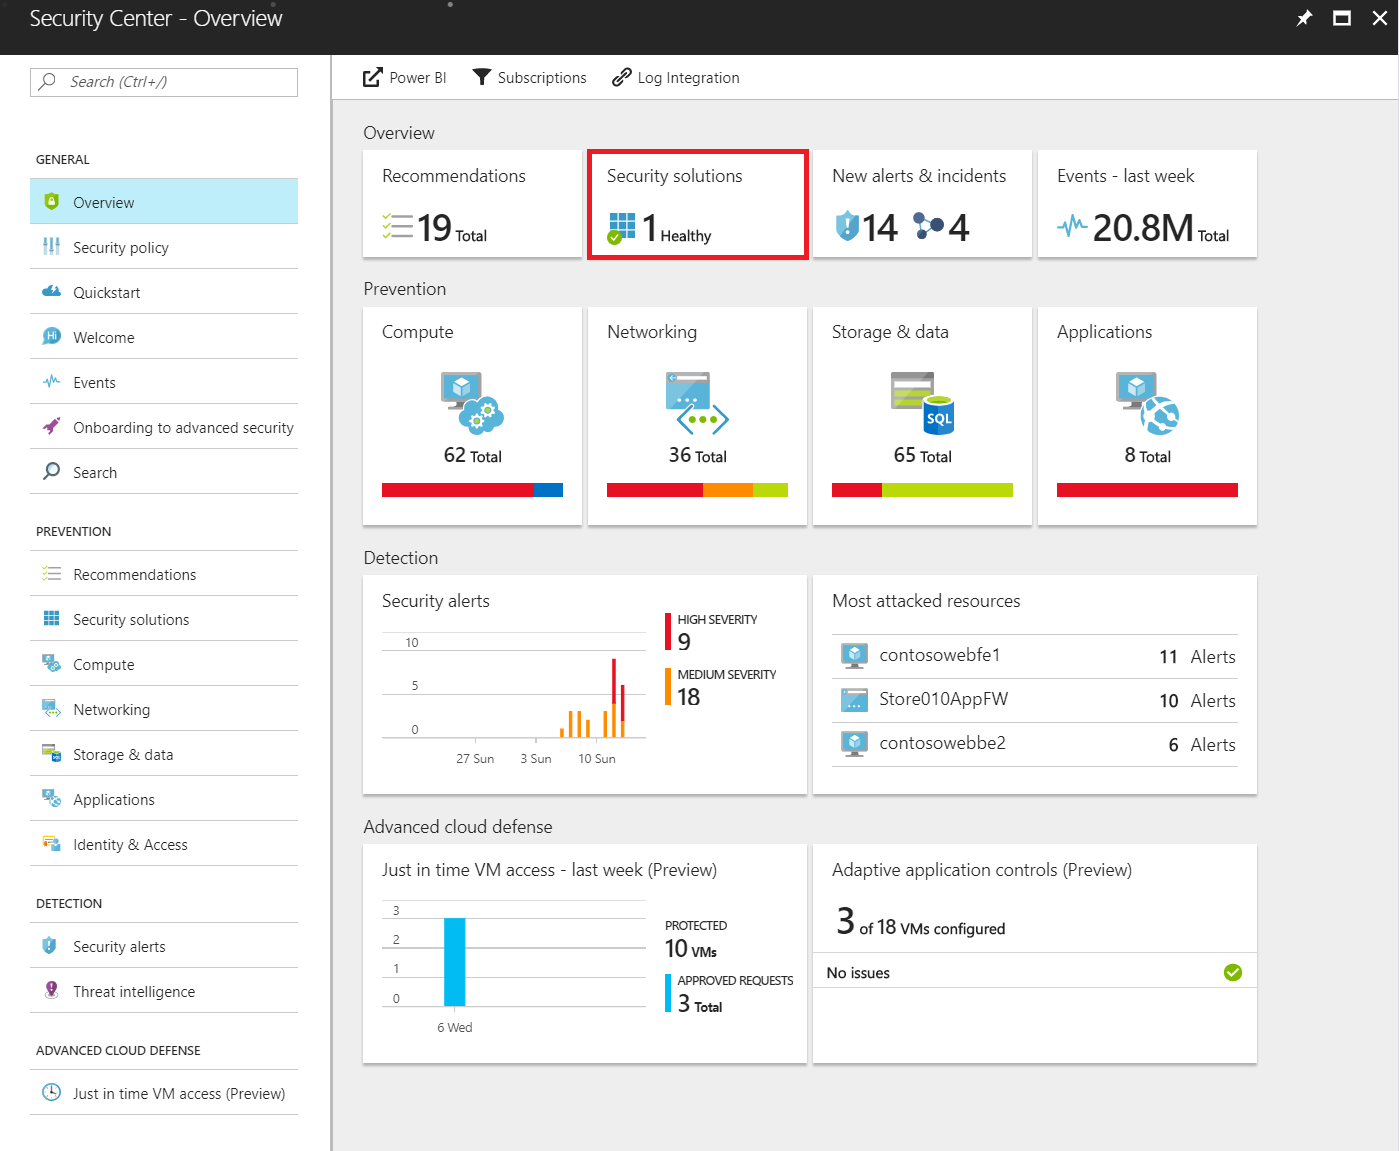 Security Center - Overview
Search (Ctrl+/)
GENERAL
Overview
Security policy
Quickstart
Hi
Welcome
Events
Onboarding to advanced security
Search
PREVENTION
Recommendations
Security solutions
Compute
Networking
Storage & data
Applications
Identity & Access
DETECTION
Security alerts
Threat intelligence
ADVANCED CLOUD DEFENSE
Just in time VM access (Preview)
Power BI
Subscriptions
Log Integration
Overview
Recommendations
19 Total
Security solutions
1 Healthy
New alerts & incidents
14 4
Events - last week
20.8M Total
Prevention
Compute
62 Total
Networking
36 Total
Storage & data
SQL
65 Total
Applications
8 Total
Detection
Security alerts
10
5
0
27 Sun
3 Sun
10 Sun
HIGH SEVERITY
9
MEDIUM SEVERITY
18
Most attacked resources
contosowebfe1 11 Alerts
Store010AppFW 10 Alerts
contosowebbe2 6 Alerts
Advanced cloud defense
Just in time VM access - last week (Preview)
3
2
1
0
6 Wed
PROTECTED
10 VMs
APPROVED REQUESTS
3 Total
Adaptive application controls (Preview)
3 of 18 VMs configured
No issues